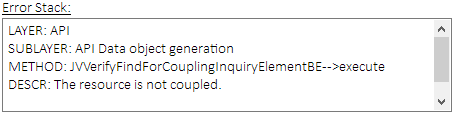 Error Stack:
LAYER: API
SUBLAYER: API Data object generation
METHOD: JVVerifyFindForCouplingInquiryElementBE-->execute
DESCR: The resource is not coupled.